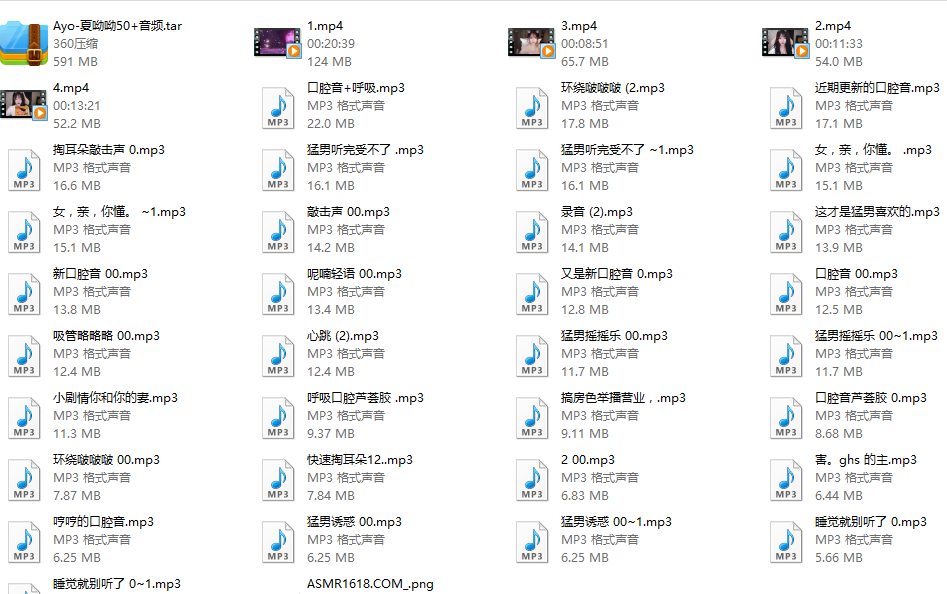 Ayo-夏呦呦50+音频.tar
360压缩
591 MB
1.mp4
00:20:39
124 MB
3.mp4
00:08:51
65.7 MB
2.mp4
00:11:33
54.0 MB
4.mp4
00:13:21
52.2 MB
口腔音+呼吸.mp3
MP3 格式声音
22.0 MB
环绕啵啵啵 (2.mp3
MP3 格式声音
17.8 MB
近期更新的口腔音.mp3
MP3 格式声音
17.1 MB
掏耳朵敲击声 0.mp3
MP3 格式声音
16.6 MB
猛男听完受不了 .mp3
MP3 格式声音
16.1 MB
猛男听完受不了 ~1.mp3
MP3 格式声音
16.1 MB
女，亲，你懂。 .mp3
MP3 格式声音
15.1 MB
女，亲，你懂。 ~1.mp3
MP3 格式声音
15.1 MB
敲击声 00.mp3
MP3 格式声音
14.2 MB
录音 (2).mp3
MP3 格式声音
14.1 MB
这才是猛男喜欢的.mp3
MP3 格式声音
13.9 MB
新口腔音 00.mp3
MP3 格式声音
13.8 MB
呢喃轻语 00.mp3
MP3 格式声音
13.4 MB
又是新口腔音 0.mp3
MP3 格式声音
12.8 MB
口腔音 00.mp3
MP3 格式声音
12.5 MB
吸管略略略 00.mp3
MP3 格式声音
12.4 MB
心跳 (2).mp3
MP3 格式声音
12.4 MB
猛男摇摇乐 00.mp3
MP3 格式声音
11.7 MB
猛男摇摇乐 00~1.mp3
MP3 格式声音
11.7 MB
小剧情你和你的妻.mp3
MP3 格式声音
11.3 MB
呼吸口腔芦荟胶 .mp3
MP3 格式声音
9.37 MB
搞房色举播营业，.mp3
MP3 格式声音
9.11 MB
口腔音芦荟胶 0.mp3
MP3 格式声音
8.68 MB
环绕啵啵啵 00.mp3
MP3 格式声音
7.87 MB
快速掏耳朵12..mp3
MP3 格式声音
7.84 MB
2 00.mp3
MP3 格式声音
6.83 MB
害。ghs 的主.mp3
MP3 格式声音
6.44 MB
哼哼的口腔音.mp3
MP3 格式声音
6.25 MB
猛男诱惑 00.mp3
MP3 格式声音
6.25 MB
猛男诱惑 00~1.mp3
MP3 格式声音
6.25 MB
睡觉就别听了 0.mp3
MP3 格式声音
5.66 MB
睡觉就别听了 0~1.mp3
ASMR1618.COM_.png